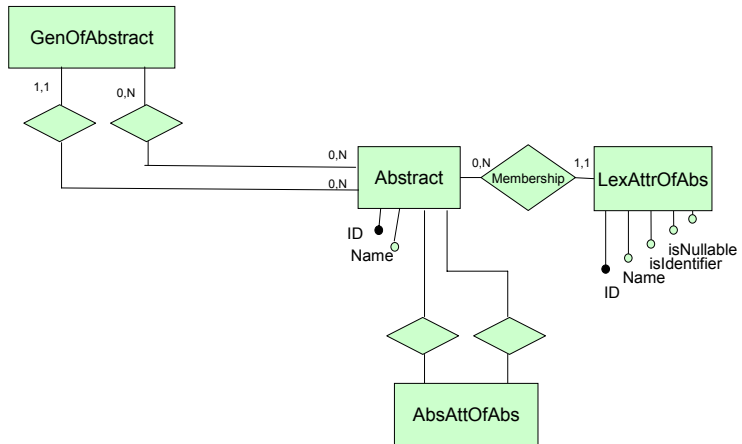 GenOfAbstract
1,1
0,N
0,N
0,N
Abstract
0,N
Membership
1,1
LexAttrOfAbs
ID
Name
isNullable
isIdentifier
Name
ID
AbsAttOfAbs